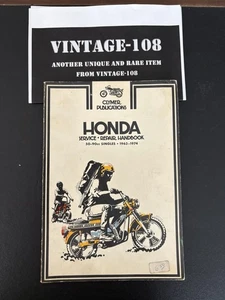 VINTAGE-108
ANOTHER UNIQUE AND RARE ITEM
FROM VINTAGE-108
CLYMER
PUBLICATIONS
HONDA
SERVICE • REPAIR HANDBOOK
50-90cc SINGLES • 1963-1974